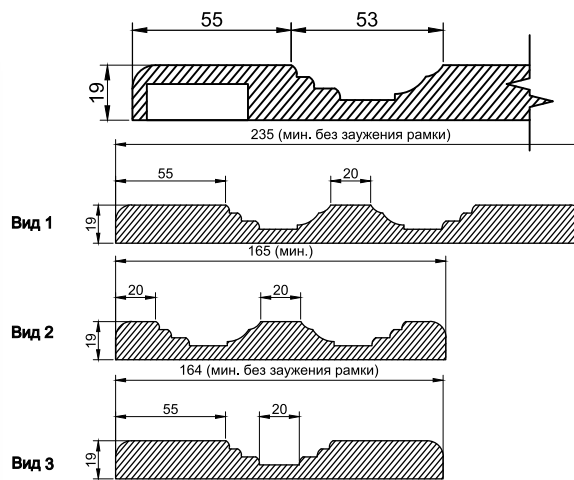 55 53
19
235 (мин. без заужения рамки)
55 20
Вид 1
19
165 (мин.)
20 20
Вид 2
19
164 (мин. без заужения рамки)
55 20
Вид 3
19